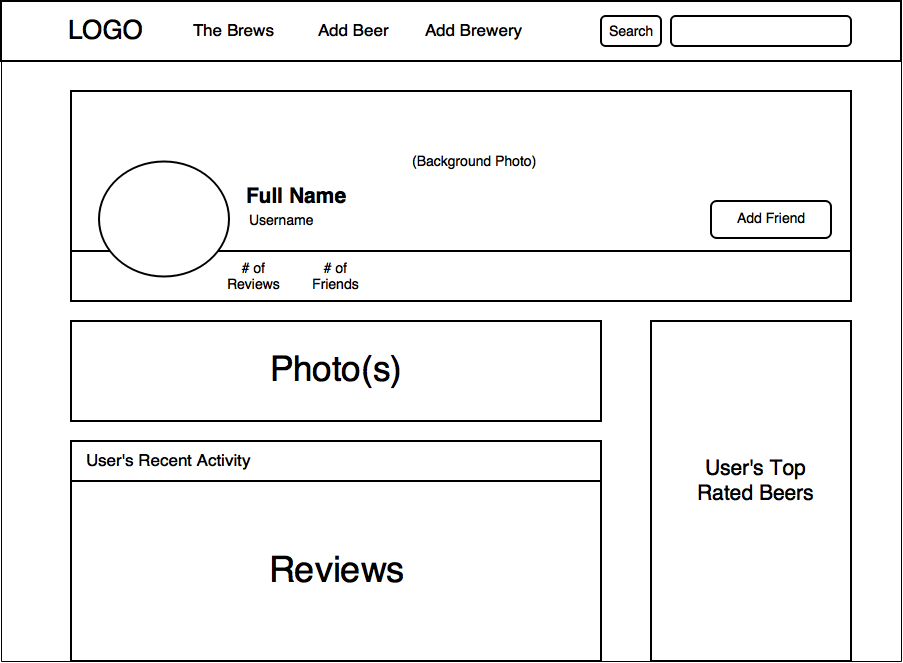 LOGO
The Brews
Add Beer
Add Brewery
Search
(Background Photo)
Full Name
Username
Add Friend
# of
Reviews
# of
Friends
Photo(s)
User's Recent Activity
Reviews
User's Top
Rated Beers